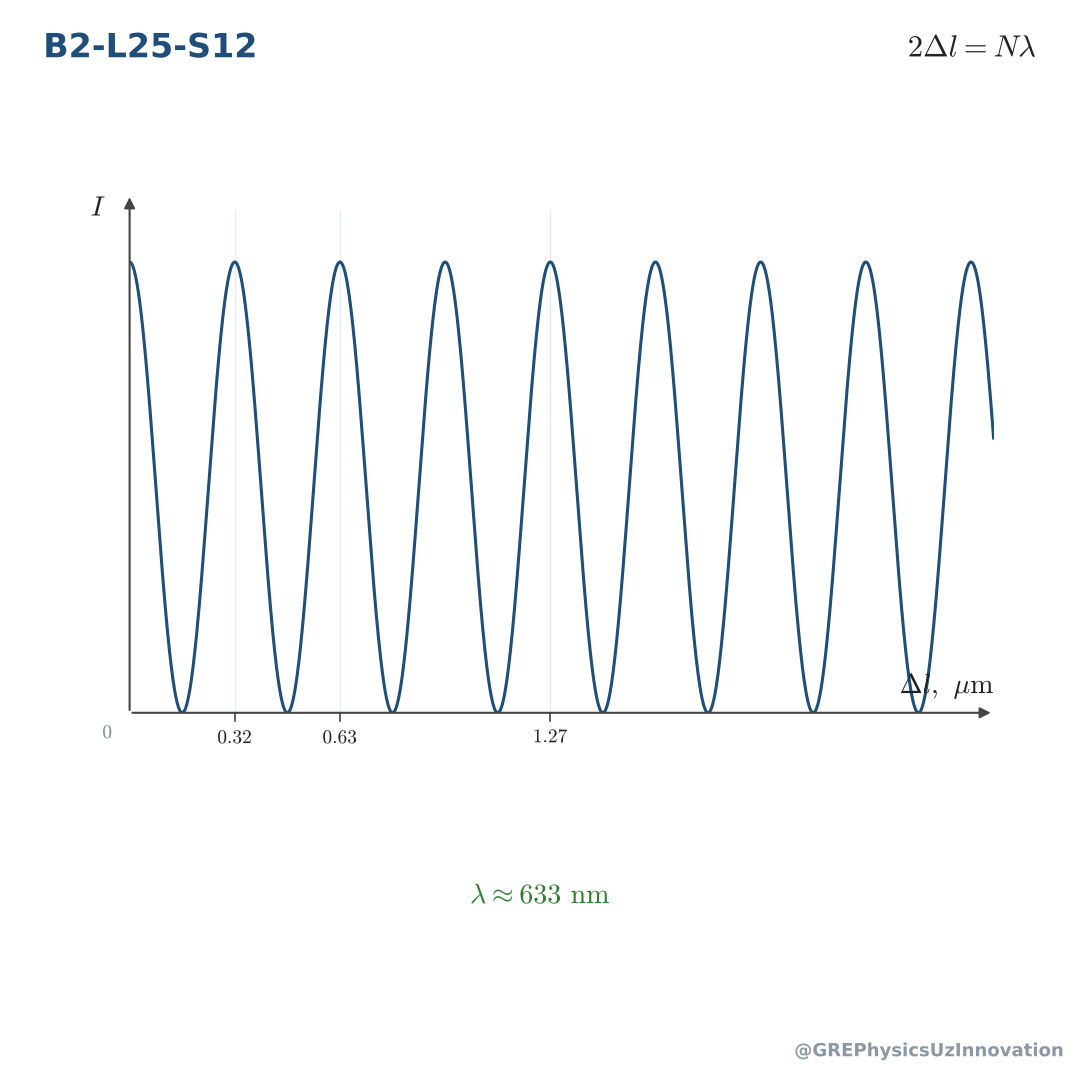 B2-L25-S12
2Δl = Nλ
I
Δl, μm
0
0.32
0.63
1.27
λ ≈ 633 nm
@GREPhysicsUzInnovation